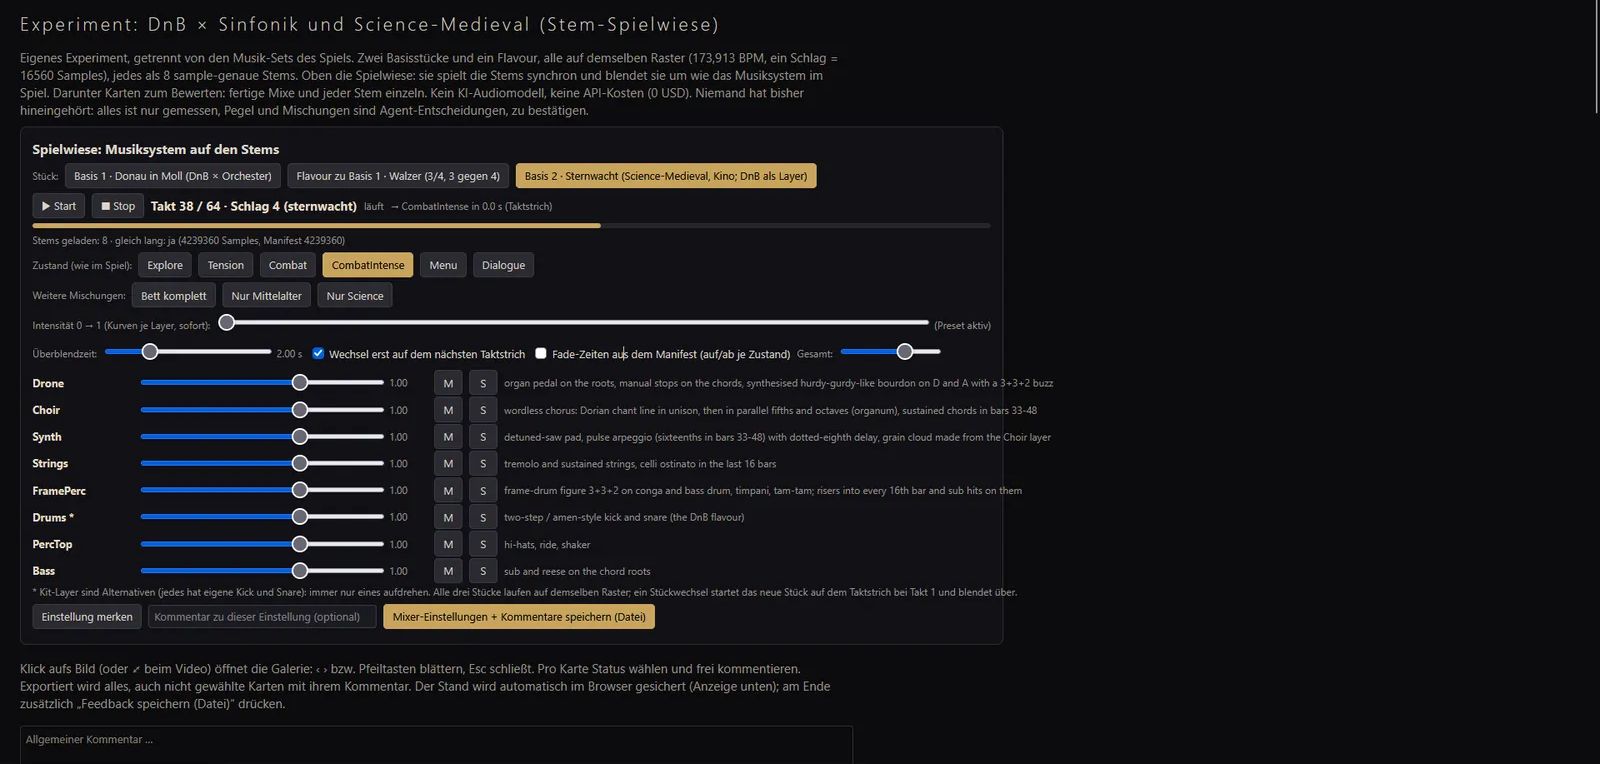 Experiment: DnB × Sinfonik und Science-Medieval (Stem-Spielwiese)
Eigenes Experiment, getrennt von den Musik-Sets des Spiels. Zwei Basisstücke und ein Flavour, alle auf demselben Raster (173,913 BPM, ein Schlag =
16560 Samples), jedes als 8 sample-genaue Stems. Oben die Spielwiese: sie spielt die Stems synchron und blendet sie um wie das Musiksystem im
Spiel. Darunter Karten zum Bewerten: fertige Mixe und jeder Stem einzeln. Kein KI-Audiomodell, keine API-Kosten (0 USD). Niemand hat bisher
hineingehört: alles ist nur gemessen, Pegel und Mischungen sind Agent-Entscheidungen, zu bestätigen.
Spielwiese: Musiksystem auf den Stems
Stück: Basis 1 · Donau in Moll (DnB × Orchester) Flavour zu Basis 1 · Walzer (3/4, 3 gegen 4) Basis 2 · Sternwacht (Science-Medieval, Kino; DnB als Layer)
▶ Start ■ Stop Takt 38 / 64 · Schlag 4 (sternwacht) läuft → CombatIntense in 0.0 s (Taktstrich)
Stems geladen: 8 · gleich lang: ja (4239360 Samples, Manifest 4239360)
Zustand (wie im Spiel): Explore Tension Combat CombatIntense Menu Dialogue
Weitere Mischungen: Bett komplett Nur Mittelalter Nur Science
Intensität 0 → 1 (Kurven je Layer, sofort): (Preset aktiv)
Überblendzeit: 2.00 s Wechsel erst auf dem nächsten Taktstrich Fade-Zeiten aus dem Manifest (auf/ab je Zustand) Gesamt:
Drone 1.00 M S organ pedal on the roots, manual stops on the chords, synthesised hurdy-gurdy-like bourdon on D and A with a 3+3+2 buzz
Choir 1.00 M S wordless chorus: Dorian chant line in unison, then in parallel fifths and octaves (organum), sustained chords in bars 33-48
Synth 1.00 M S detuned-saw pad, pulse arpeggio (sixteenths in bars 33-48) with dotted-eighth delay, grain cloud made from the Choir layer
Strings 1.00 M S tremolo and sustained strings, celli ostinato in the last 16 bars
FramePerc 1.00 M S frame-drum figure 3+3+2 on conga and bass drum, timpani, tam-tam; risers into every 16th bar and sub hits on them
Drums * 1.00 M S two-step / amen-style kick and snare (the DnB flavour)
PercTop 1.00 M S hi-hats, ride, shaker
Bass 1.00 M S sub and reese on the chord roots
* Kit-Layer sind Alternativen (jedes hat eigene Kick und Snare): immer nur eines aufdrehen. Alle drei Stücke laufen auf demselben Raster; ein Stückwechsel startet das neue Stück auf dem Taktstrich bei Takt 1 und blendet über.
Einstellung merken Kommentar zu dieser Einstellung (optional) Mixer-Einstellungen + Kommentare speichern (Datei)
Klick aufs Bild (oder ⤢ beim Video) öffnet die Galerie: ‹ › bzw. Pfeiltasten blättern, Esc schließt. Pro Karte Status wählen und frei kommentieren.
Exportiert wird alles, auch nicht gewählte Karten mit ihrem Kommentar. Der Stand wird automatisch im Browser gesichert (Anzeige unten); am Ende
zusätzlich „Feedback speichern (Datei)“ drücken.
Allgemeiner Kommentar ...